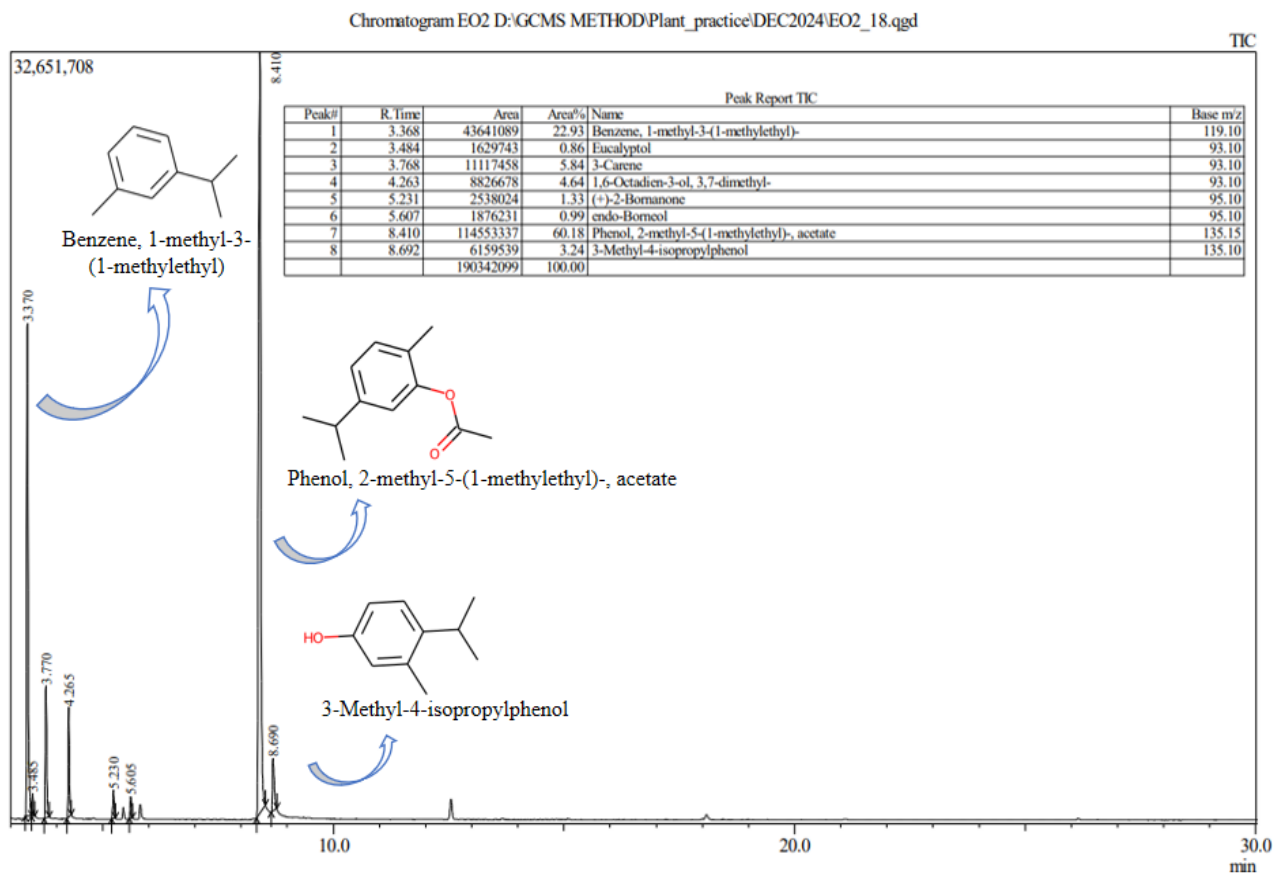 Chromatogram EO2 D:\GCMS METHOD\Plant_practice\DEC2024\EO2_18.qgd
TIC
32,651,708
8.410
Peak Report TIC
Peak# R.Time Area Area% Name Base m/z
1 3.368 43641089 22.93 Benzene, 1-methyl-3-(1-methylethyl)- 119.10
2 3.484 1629743 0.86 Eucalyptol 93.10
3 3.768 11117458 5.84 3-Carene 93.10
4 4.263 8826678 4.64 1,6-Octadien-3-ol, 3,7-dimethyl- 93.10
5 5.231 2538024 1.33 (+)-2-Bornanone 95.10
6 5.607 1876231 0.99 endo-Borneol 95.10
7 8.410 114553337 60.18 Phenol, 2-methyl-5-(1-methylethyl)-, acetate 135.15
8 8.692 6159539 3.24 3-Methyl-4-isopropylphenol 135.10
190342099 100.00
Benzene, 1-methyl-3-
(1-methylethyl)
3.370
O
O
Phenol, 2-methyl-5-(1-methylethyl)-, acetate
HO
3-Methyl-4-isopropylphenol
3.485
3.770
4.265
5.230
5.605
8.690
10.0 20.0 30.0
min